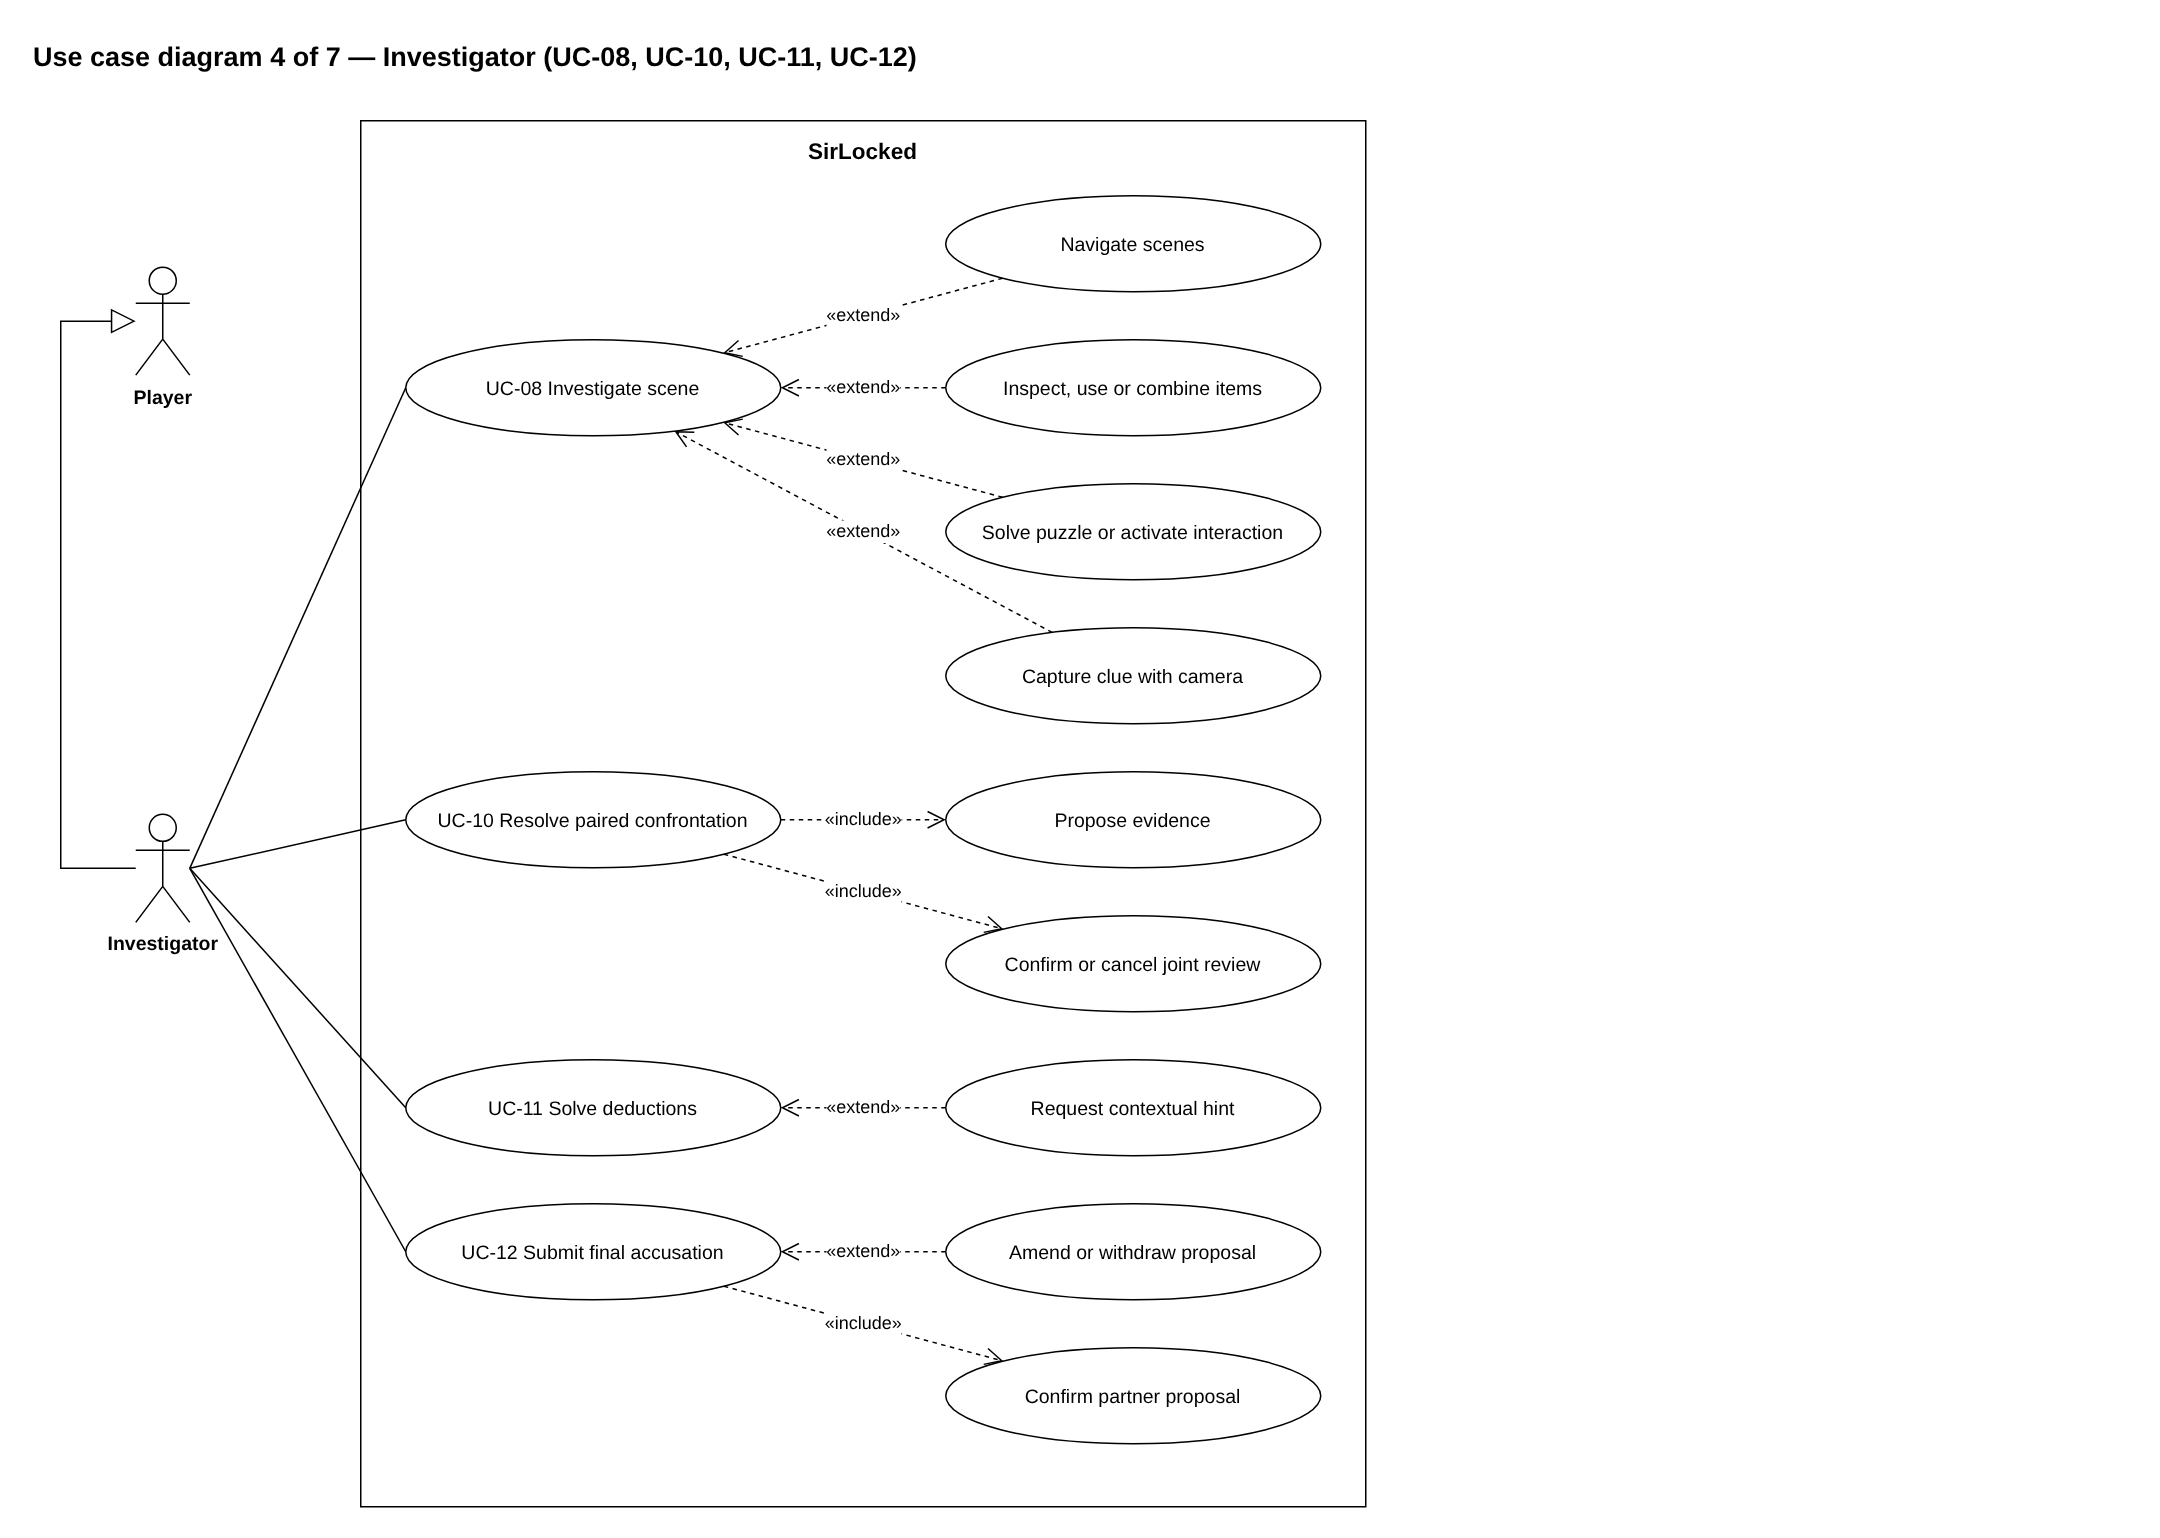 Use case diagram 4 of 7 — Investigator (UC-08, UC-10, UC-11, UC-12)
SirLocked
Navigate scenes
«extend»
Player
UC-08 Investigate scene
«extend»
Inspect, use or combine items
«extend»
Solve puzzle or activate interaction
«extend»
Capture clue with camera
Investigator
UC-10 Resolve paired confrontation
«include»
Propose evidence
«include»
Confirm or cancel joint review
UC-11 Solve deductions
«extend»
Request contextual hint
UC-12 Submit final accusation
«extend»
Amend or withdraw proposal
«include»
Confirm partner proposal